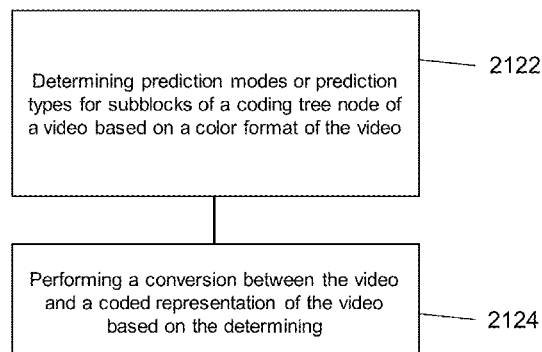 Determining prediction modes or prediction
types for subblocks of a coding tree node of
a video based on a color format of the video
2122
Performing a conversion between the video
and a coded representation of the video
based on the determining
2124